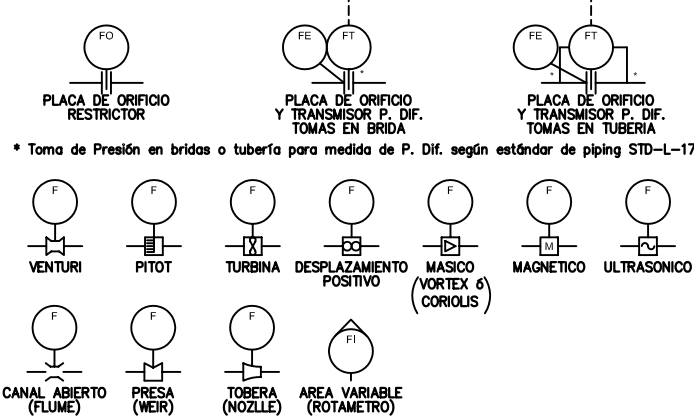 FO
FE FT
FE FT
* * *
PLACA DE ORIFICIO
RESTRICTOR
PLACA DE ORIFICIO
Y TRANSMISOR P. DIF.
TOMAS EN BRIDA
PLACA DE ORIFICIO
Y TRANSMISOR P. DIF.
TOMAS EN TUBERIA
* Toma de Presión en bridas o tubería para medida de P. Dif. según estándar de piping STD-L-17
F F F F F F F
M
VENTURI
PITOT
TURBINA
DESPLAZAMIENTO
POSITIVO
MASICO
(VORTEX ó
CORIOLIS)
MAGNETICO
ULTRASONICO
F F F FI
CANAL ABIERTO
(FLUME)
PRESA
(WEIR)
TOBERA
(NOZLLE)
AREA VARIABLE
(ROTAMETRO)